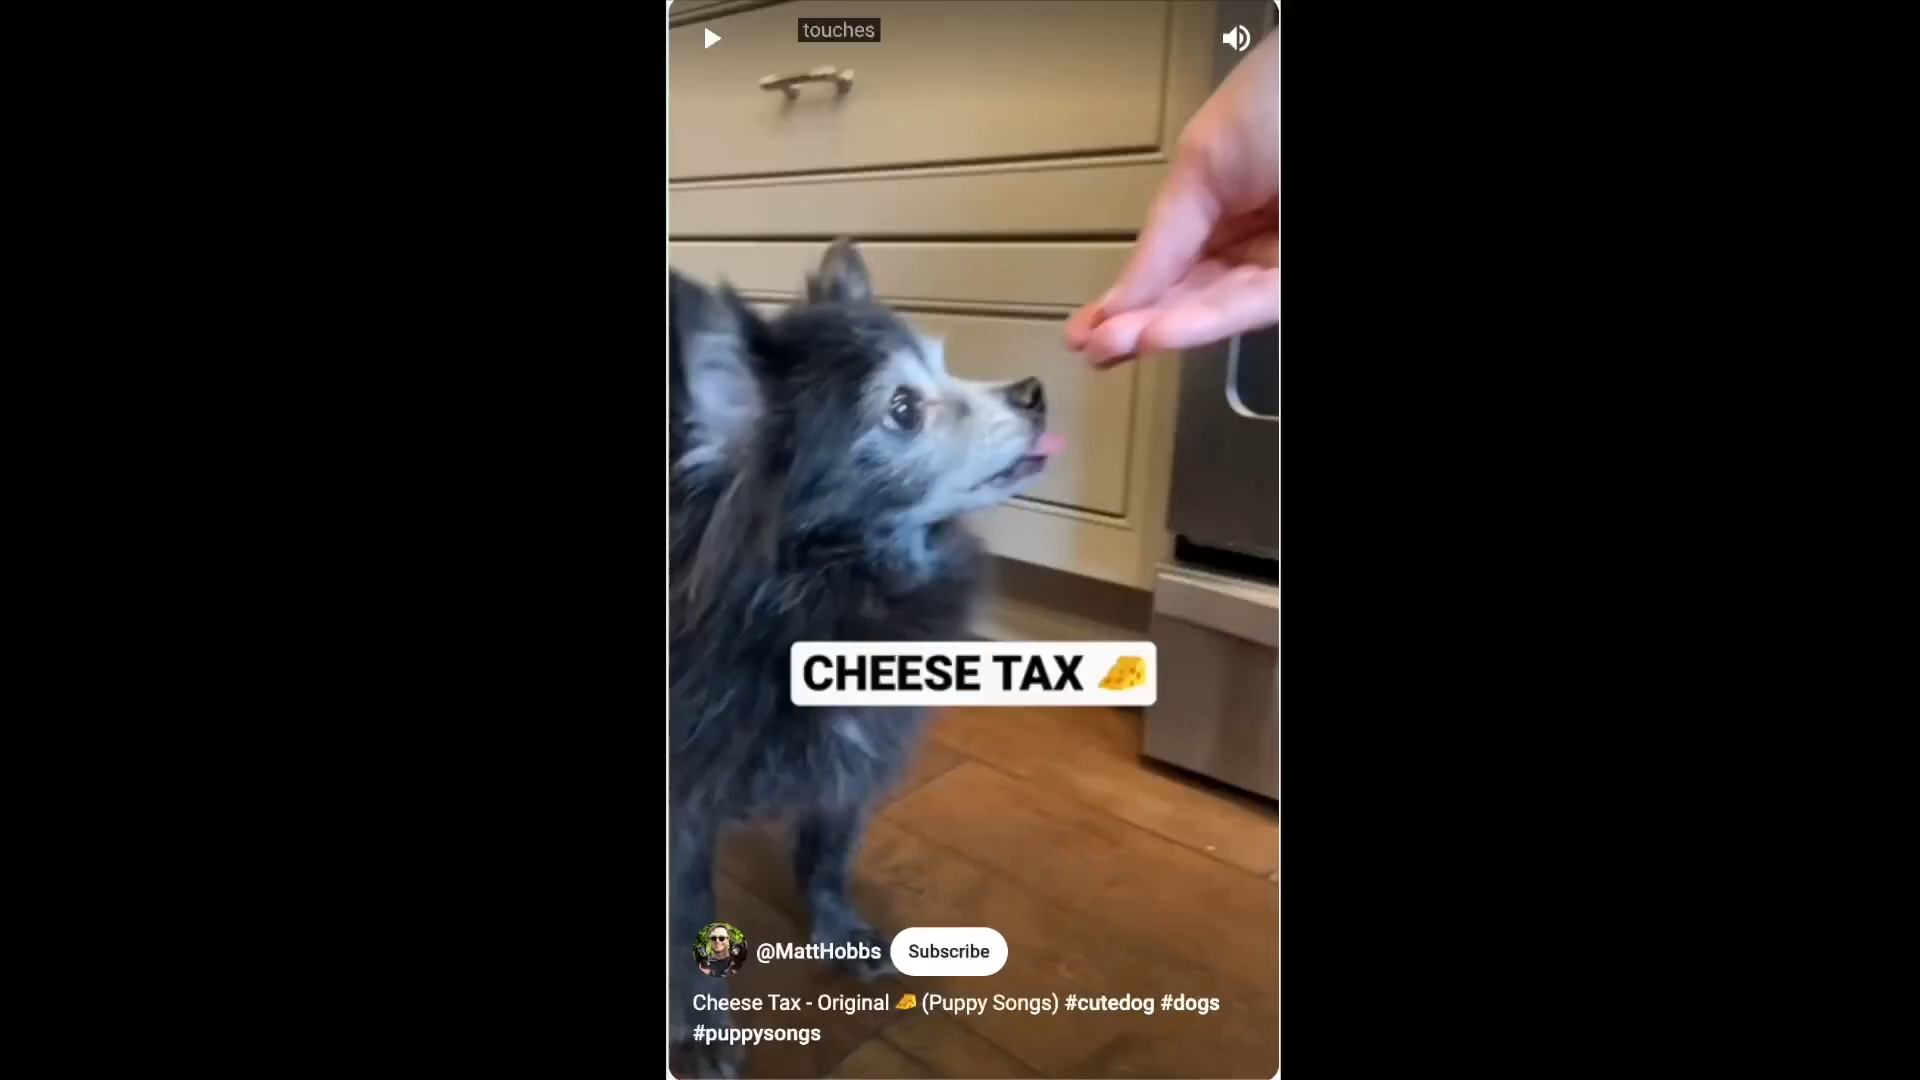 touches
CHEESE TAX 🧀
@MattHobbs Subscribe
Cheese Tax - Original 🧀 (Puppy Songs) #cutedog #dogs
#puppysongs